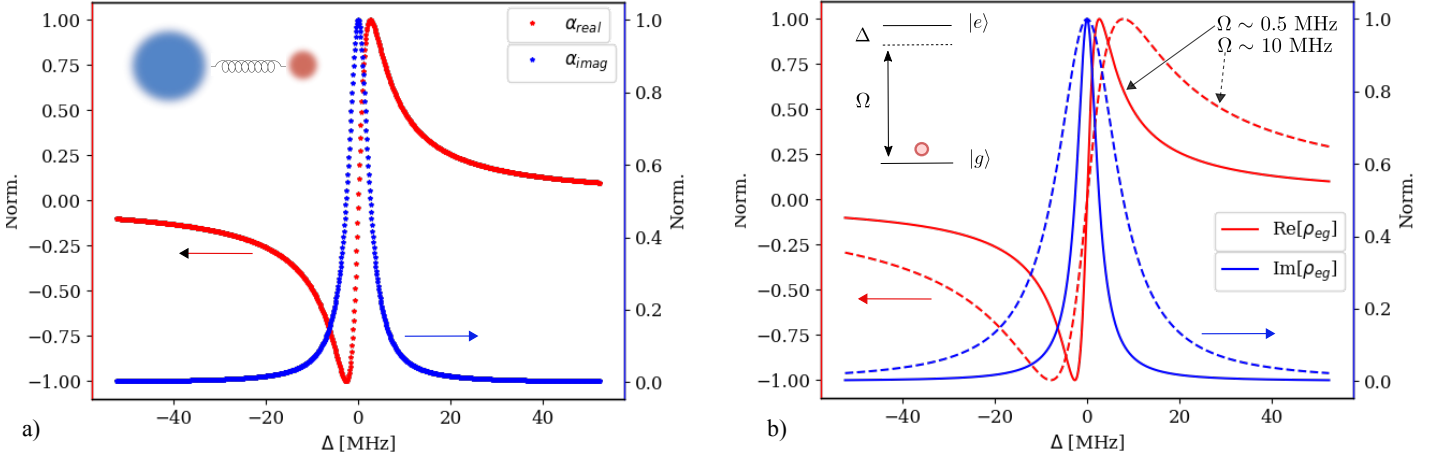 1.00
0.75
0.50
0.25
0.00
−0.25
−0.50
−0.75
−1.00
Norm.
α_real
α_imag
1.0
0.8
0.6
0.4
0.2
0.0
Norm.
−40 −20 0 20 40
Δ [MHz]
a)
1.00
0.75
0.50
0.25
0.00
−0.25
−0.50
−0.75
−1.00
Norm.
|e⟩
Δ
Ω
|g⟩
Ω ∼ 0.5 MHz
Ω ∼ 10 MHz
Re[ρ_eg]
Im[ρ_eg]
1.0
0.8
0.6
0.4
0.2
0.0
Norm.
−40 −20 0 20 40
Δ [MHz]
b)